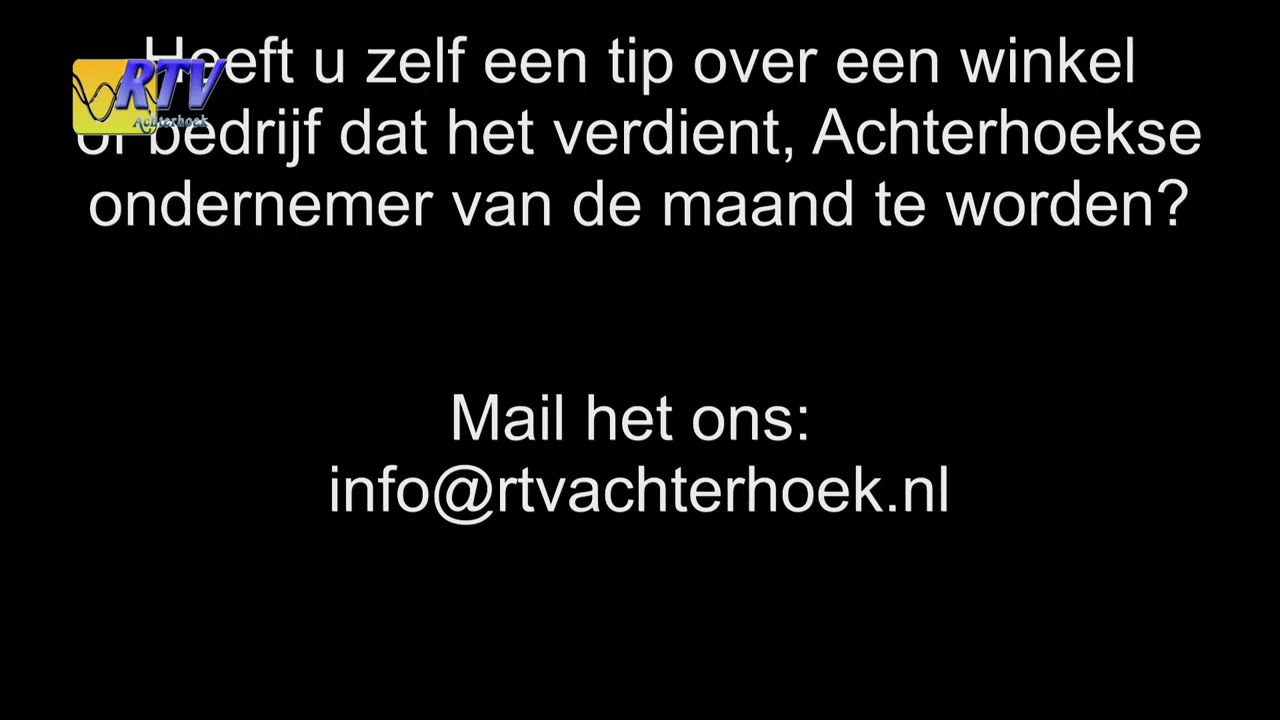 Heeft u zelf een tip over een winkel
RTV
Achterhoek
of bedrijf dat het verdient, Achterhoekse
ondernemer van de maand te worden?
Mail het ons:
info@rtvachterhoek.nl